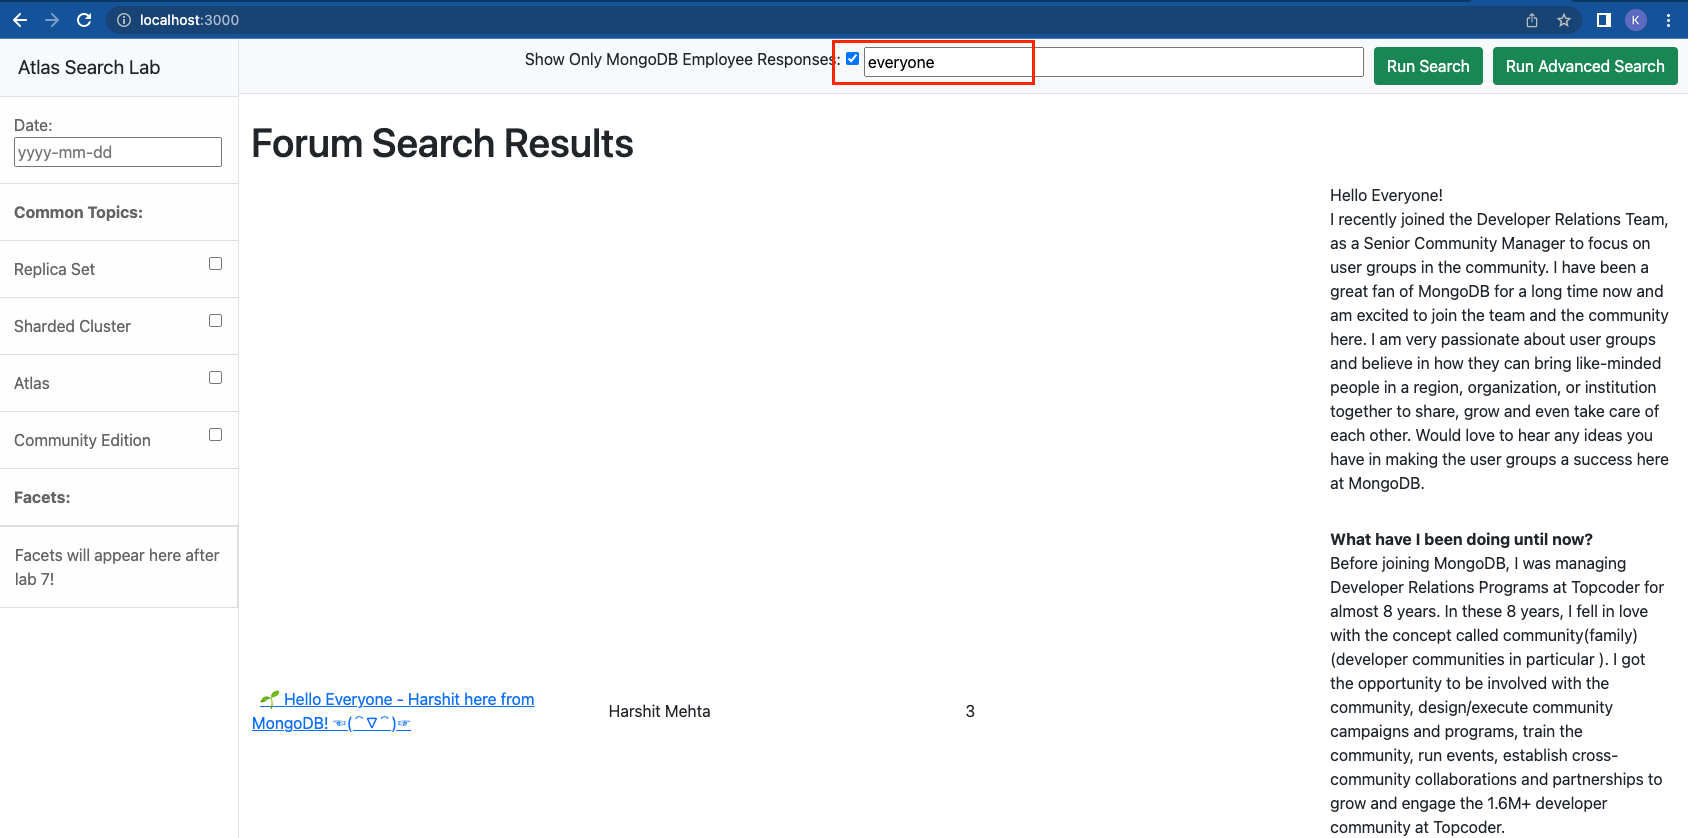 localhost:3000
K
Atlas Search Lab
Show Only MongoDB Employee Responses:
everyone
Run Search
Run Advanced Search
Date:
yyyy-mm-dd
Common Topics:
Replica Set
Sharded Cluster
Atlas
Community Edition
Facets:
Facets will appear here after
lab 7!
Forum Search Results
🌱 Hello Everyone - Harshit here from
MongoDB! ☜(⌒∇⌒)☞
Harshit Mehta
3
Hello Everyone!
I recently joined the Developer Relations Team,
as a Senior Community Manager to focus on
user groups in the community. I have been a
great fan of MongoDB for a long time now and
am excited to join the team and the community
here. I am very passionate about user groups
and believe in how they can bring like-minded
people in a region, organization, or institution
together to share, grow and even take care of
each other. Would love to hear any ideas you
have in making the user groups a success here
at MongoDB.
What have I been doing until now?
Before joining MongoDB, I was managing
Developer Relations Programs at Topcoder for
almost 8 years. In these 8 years, I fell in love
with the concept called community(family)
(developer communities in particular ). I got
the opportunity to be involved with the
community, design/execute community
campaigns and programs, train the
community, run events, establish cross-
community collaborations and partnerships to
grow and engage the 1.6M+ developer
community at Topcoder.